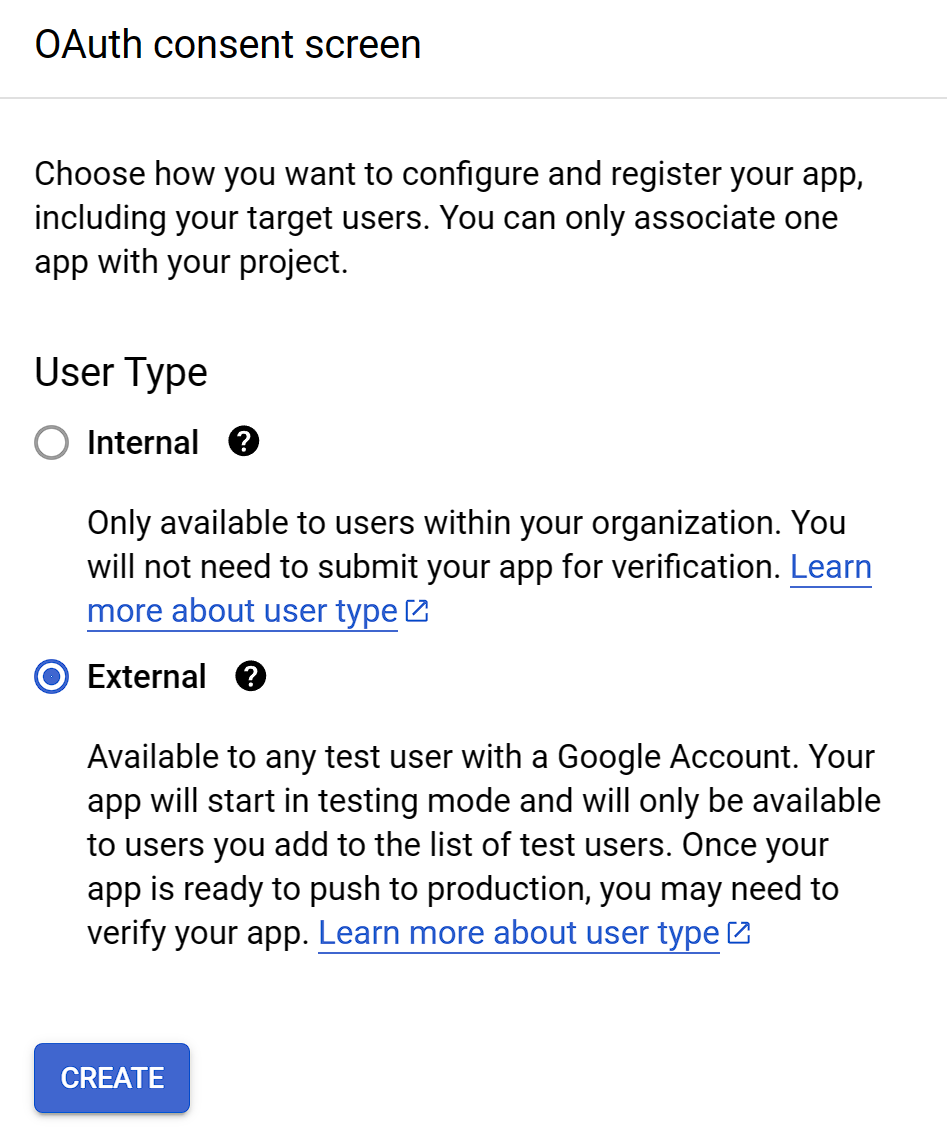 OAuth consent screen
Choose how you want to configure and register your app,
including your target users. You can only associate one
app with your project.
User Type
Internal ?
Only available to users within your organization. You
will not need to submit your app for verification. Learn
more about user type
External ?
Available to any test user with a Google Account. Your
app will start in testing mode and will only be available
to users you add to the list of test users. Once your
app is ready to push to production, you may need to
verify your app. Learn more about user type
CREATE